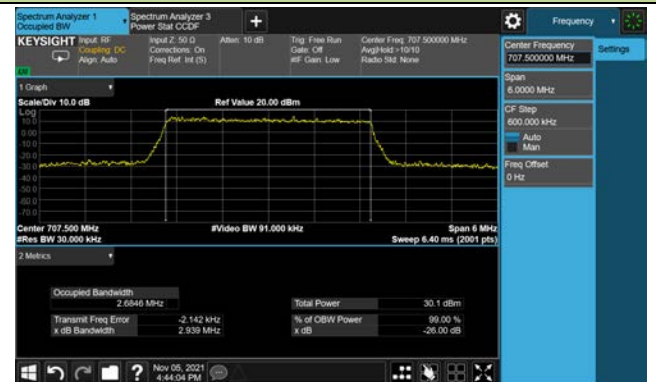 Spectrum Analyzer 1
Occupied BW
Spectrum Analyzer 3
Power Stat CCDF
Frequency
KEYSIGHT
Input: RF
Coupling: DC
Align: Auto
Input Z: 50 Ω
Corrections: On
Freq Ref: Int (S)
Atten: 10 dB
Trig: Free Run
Gate: Off
#IF Gain: Low
Center Freq: 707.500000 MHz
Avg|Hold:>10/10
Radio Std: None
Center Frequency
707.500000 MHz
Settings
Span
6.0000 MHz
CF Step
600.000 kHz
Auto
Man
Freq Offset
0 Hz
1 Graph
Scale/Div 10.0 dB
Ref Value 20.00 dBm
Log
10.0
0.00
-10.0
-20.0
-30.0
-40.0
-50.0
-60.0
-70.0
Center 707.500 MHz
#Video BW 91.000 kHz
Span 6 MHz
#Res BW 30.000 kHz
Sweep 6.40 ms (2001 pts)
2 Metrics
Occupied Bandwidth
2.6846 MHz
Total Power
30.1 dBm
Transmit Freq Error
-2.142 kHz
% of OBW Power
99.00 %
x dB Bandwidth
2.939 MHz
x dB
-26.00 dB
?
Nov 05, 2021
4:44:04 PM